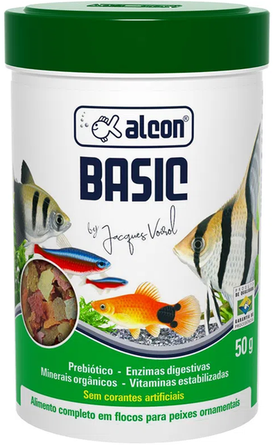 alcon®
BASIC
by Jacques Voirol
50 g
Prebiótico - Enzimas digestivas
Minerais orgânicos - Vitaminas estabilizadas
Sem corantes artificiais
Alimento completo em flocos para peixes ornamentais